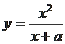 y = x²/(x + a)